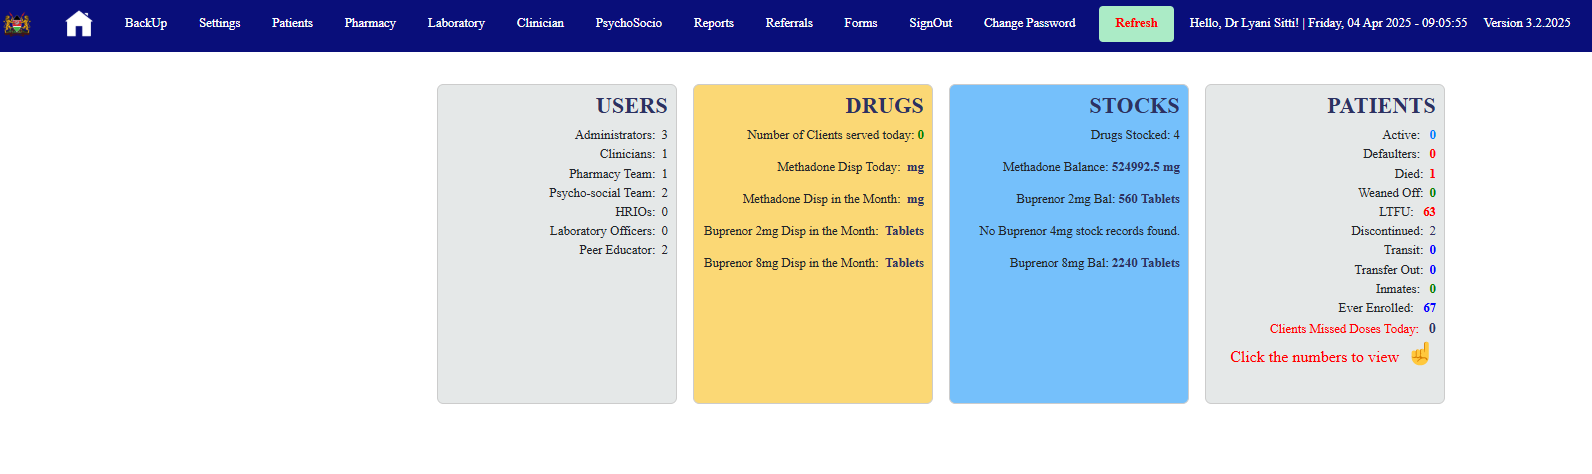 BackUp Settings Patients Pharmacy Laboratory Clinician PsychoSocio Reports Referrals Forms SignOut Change Password Refresh Hello, Dr Lyani Sitti! | Friday, 04 Apr 2025 - 09:05:55 Version 3.2.2025
USERS
Administrators: 3
Clinicians: 1
Pharmacy Team: 1
Psycho-social Team: 2
HRIOs: 0
Laboratory Officers: 0
Peer Educator: 2
DRUGS
Number of Clients served today: 0
Methadone Disp Today: mg
Methadone Disp in the Month: mg
Buprenor 2mg Disp in the Month: Tablets
Buprenor 8mg Disp in the Month: Tablets
STOCKS
Drugs Stocked: 4
Methadone Balance: 524992.5 mg
Buprenor 2mg Bal: 560 Tablets
No Buprenor 4mg stock records found.
Buprenor 8mg Bal: 2240 Tablets
PATIENTS
Active: 0
Defaulters: 0
Died: 1
Weaned Off: 0
LTFU: 63
Discontinued: 2
Transit: 0
Transfer Out: 0
Inmates: 0
Ever Enrolled: 67
Clients Missed Doses Today: 0
Click the numbers to view